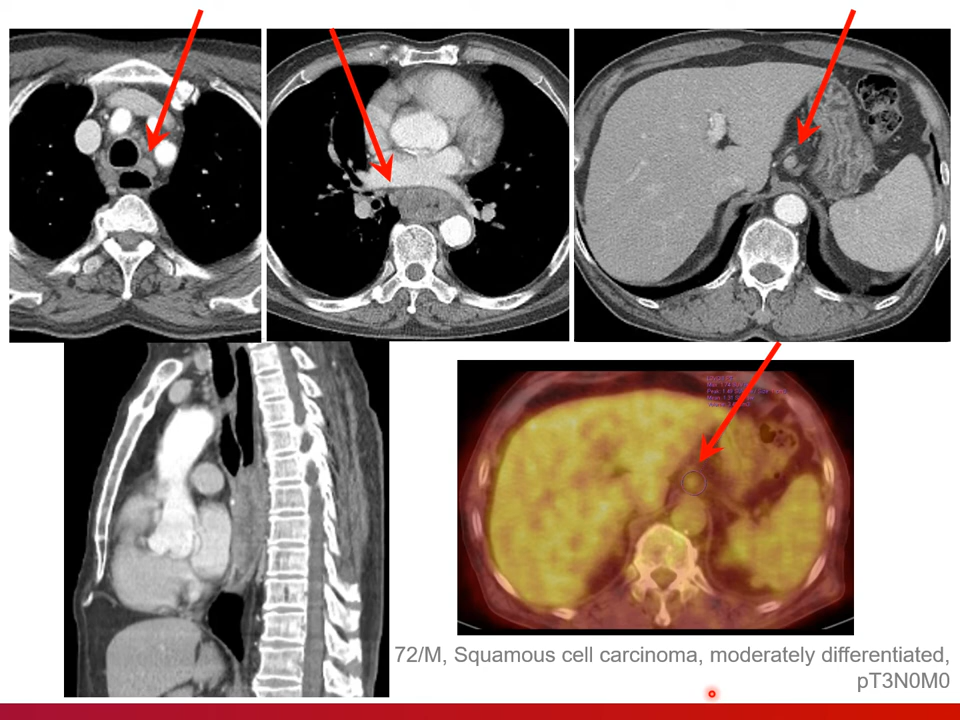 72/M, Squamous cell carcinoma, moderately differentiated,
pT3N0M0